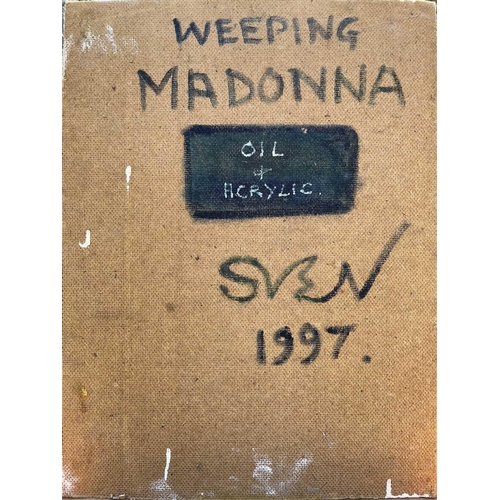 WEEPING
MADONNA
OIL
&
ACRYLIC.
SVEN
1997.